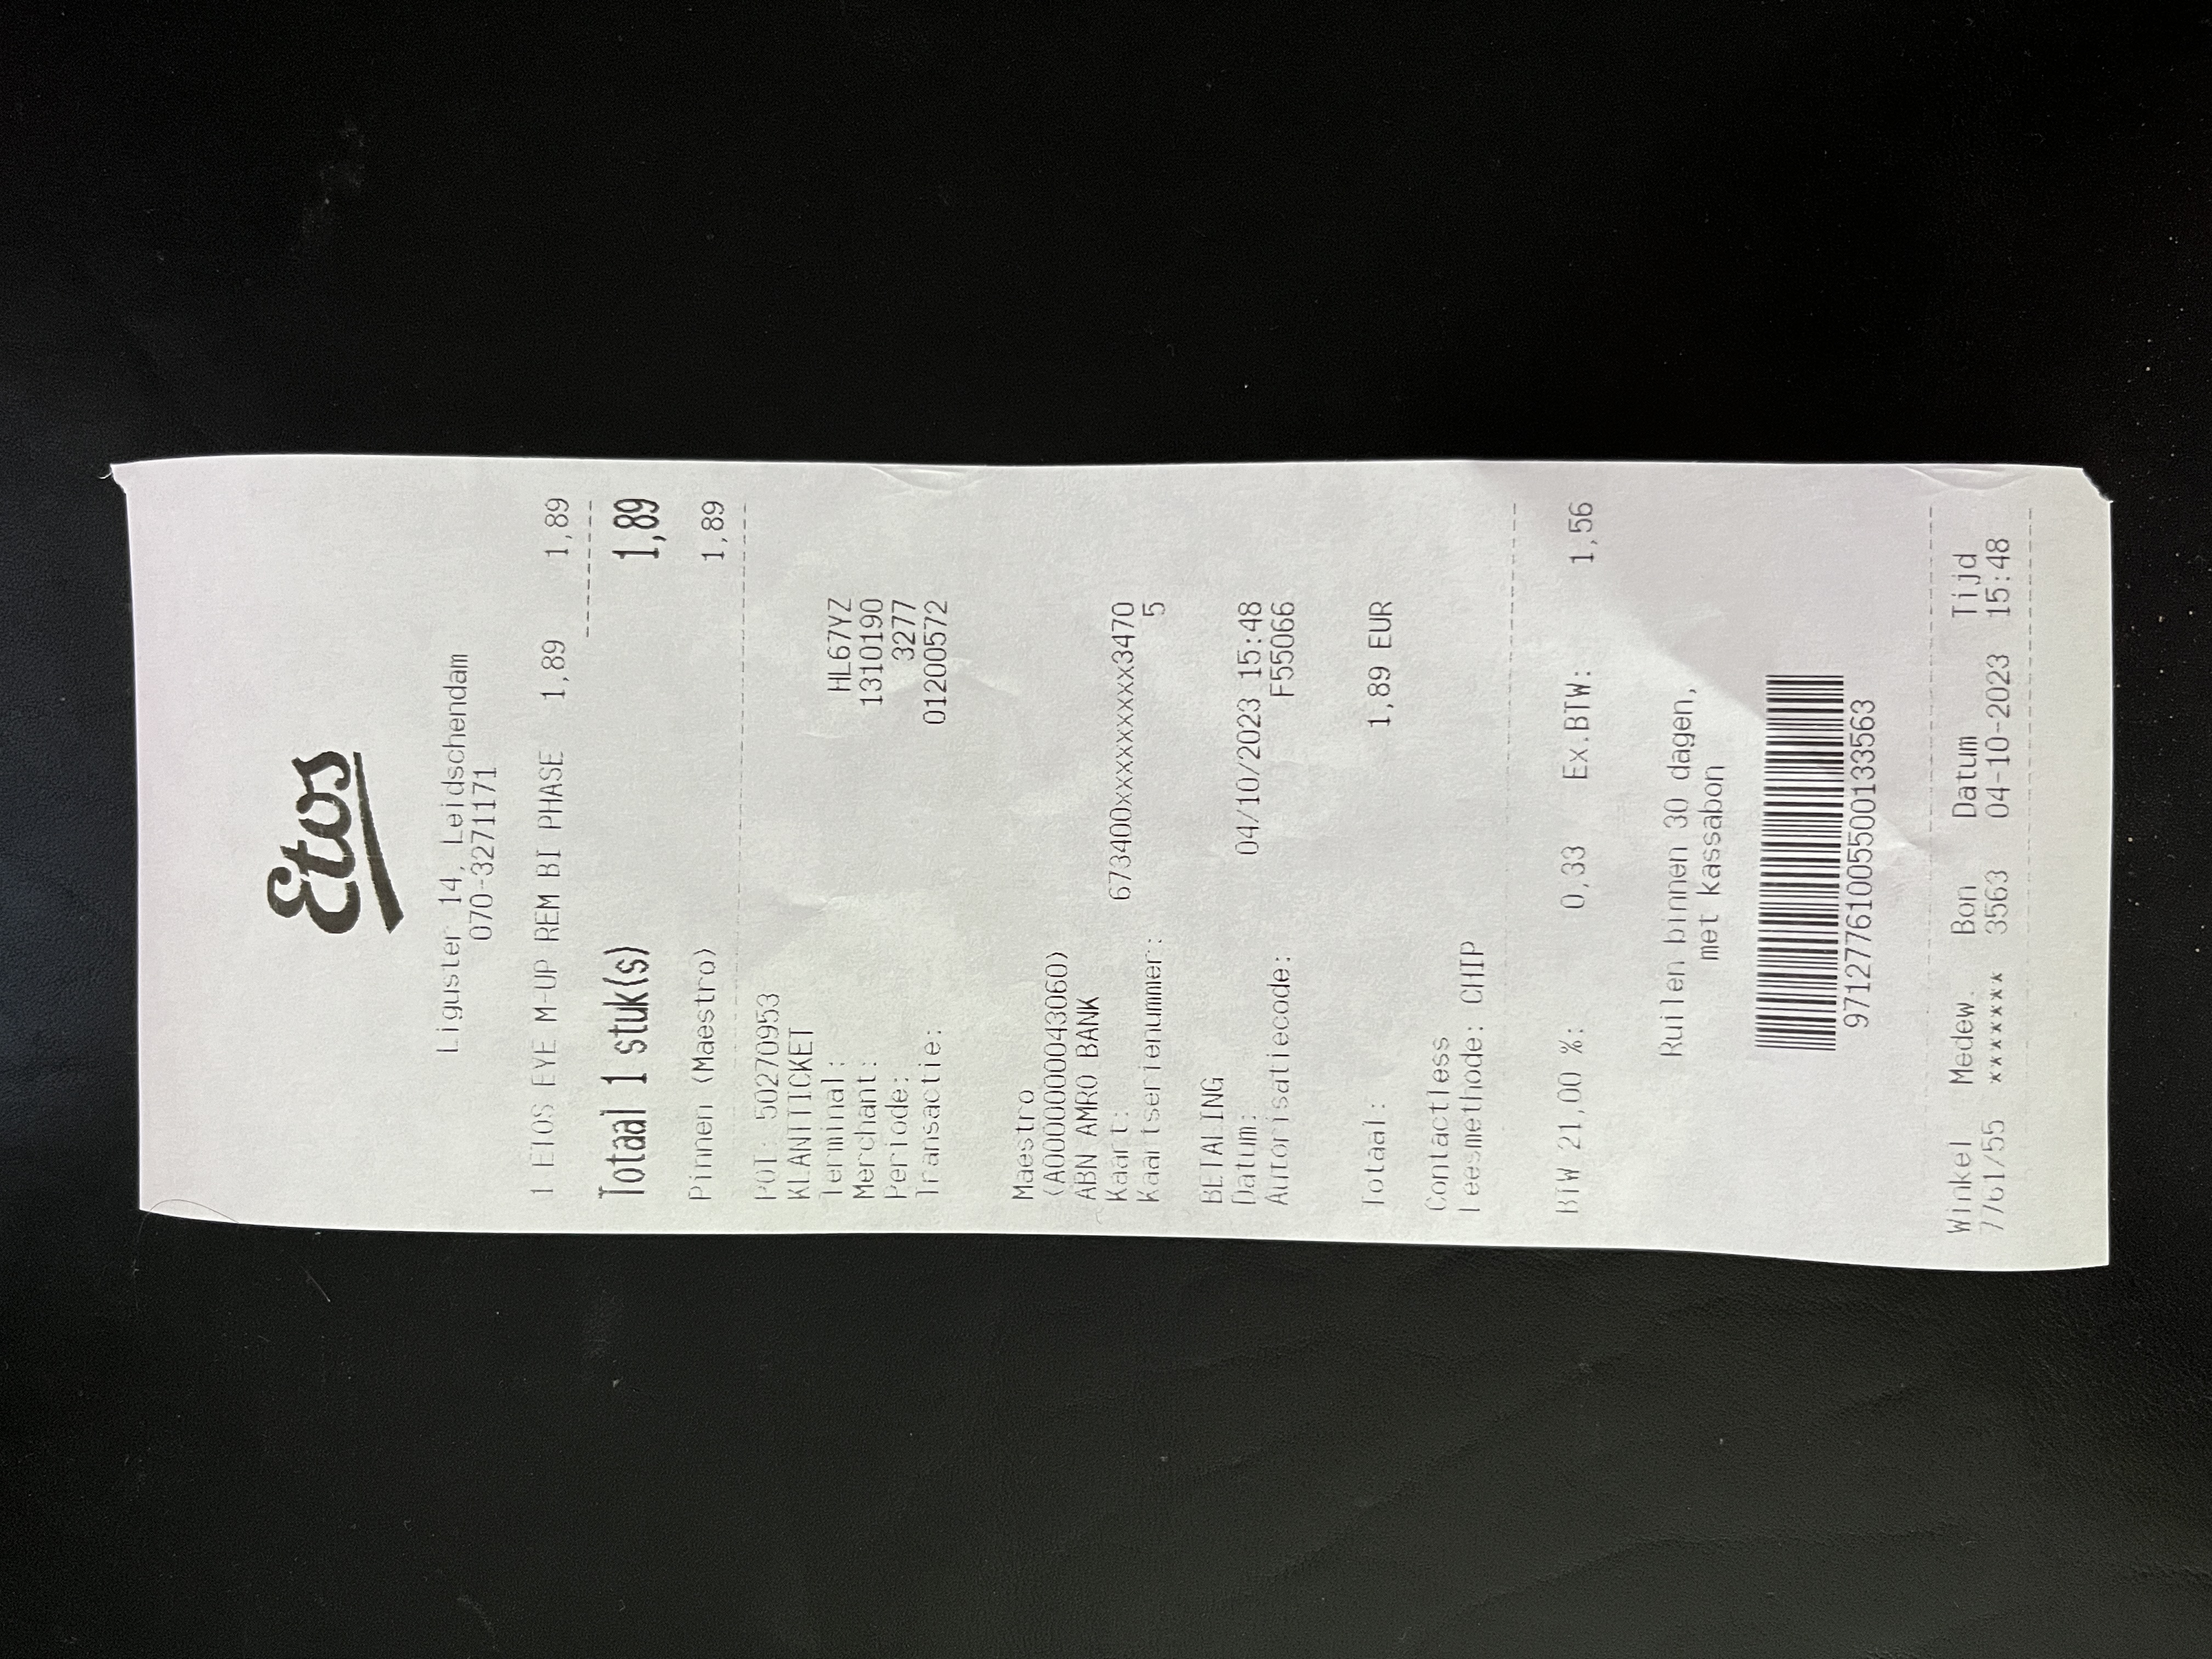 Etos
Liguster 14, Leidschendam
070-3271171
1 ETOS EYE M-UP REM BI PHASE 1,89 1,89
Totaal 1 stuk(s) 1,89
Pinnen (Maestro) 1,89
POT: 50270953
KLANTTICKET
Terminal: HL67YZ
Merchant: 1310190
Periode: 3277
Transactie: 01200572
Maestro
(A0000000043060)
ABN AMRO BANK
Kaart: 673400xxxxxxxxx3470
Kaartserienummer: 5
BETALING
Datum: 04/10/2023 15:48
Autorisatiecode: F55066
Totaal: 1,89 EUR
Contactless
Leesmethode: CHIP
BTW 21,00 %: 0,33 Ex.BTW: 1,56
Ruilen binnen 30 dagen,
met kassabon
97127761005500133563
Winkel Medew. Bon Datum Tijd
7761/55 ******* 3563 04-10-2023 15:48